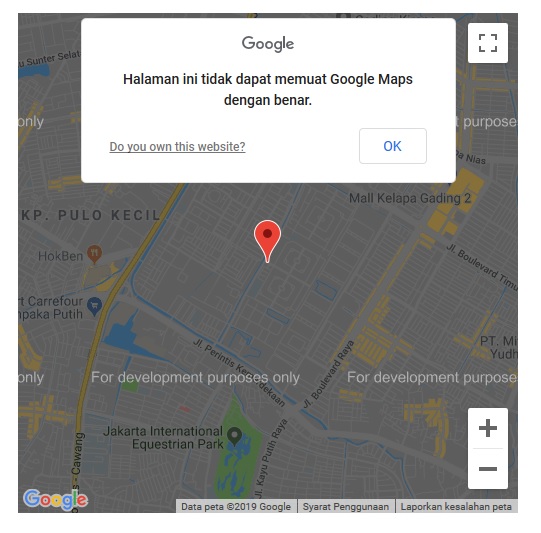 Google
Halaman ini tidak dapat memuat Google Maps
dengan benar.
Do you own this website?
OK
Sunter Selat
only
t purposes
Nias
Mall Kelapa Gading 2
KP. PULO KECIL
HokBen
Jl. Boulevard Timu
rt Carrefour
mpaka Putih
Jl. Perintis Kemerdekaan
Jl. Boulevard Raya
PT. Mi
Yudh
only
For development purposes only
For development purpose
Jakarta International
Equestrian Park
Jl. Kayu Putih Raya
- Cawang
Google
Data peta ©2019 Google
Syarat Penggunaan
Laporkan kesalahan peta